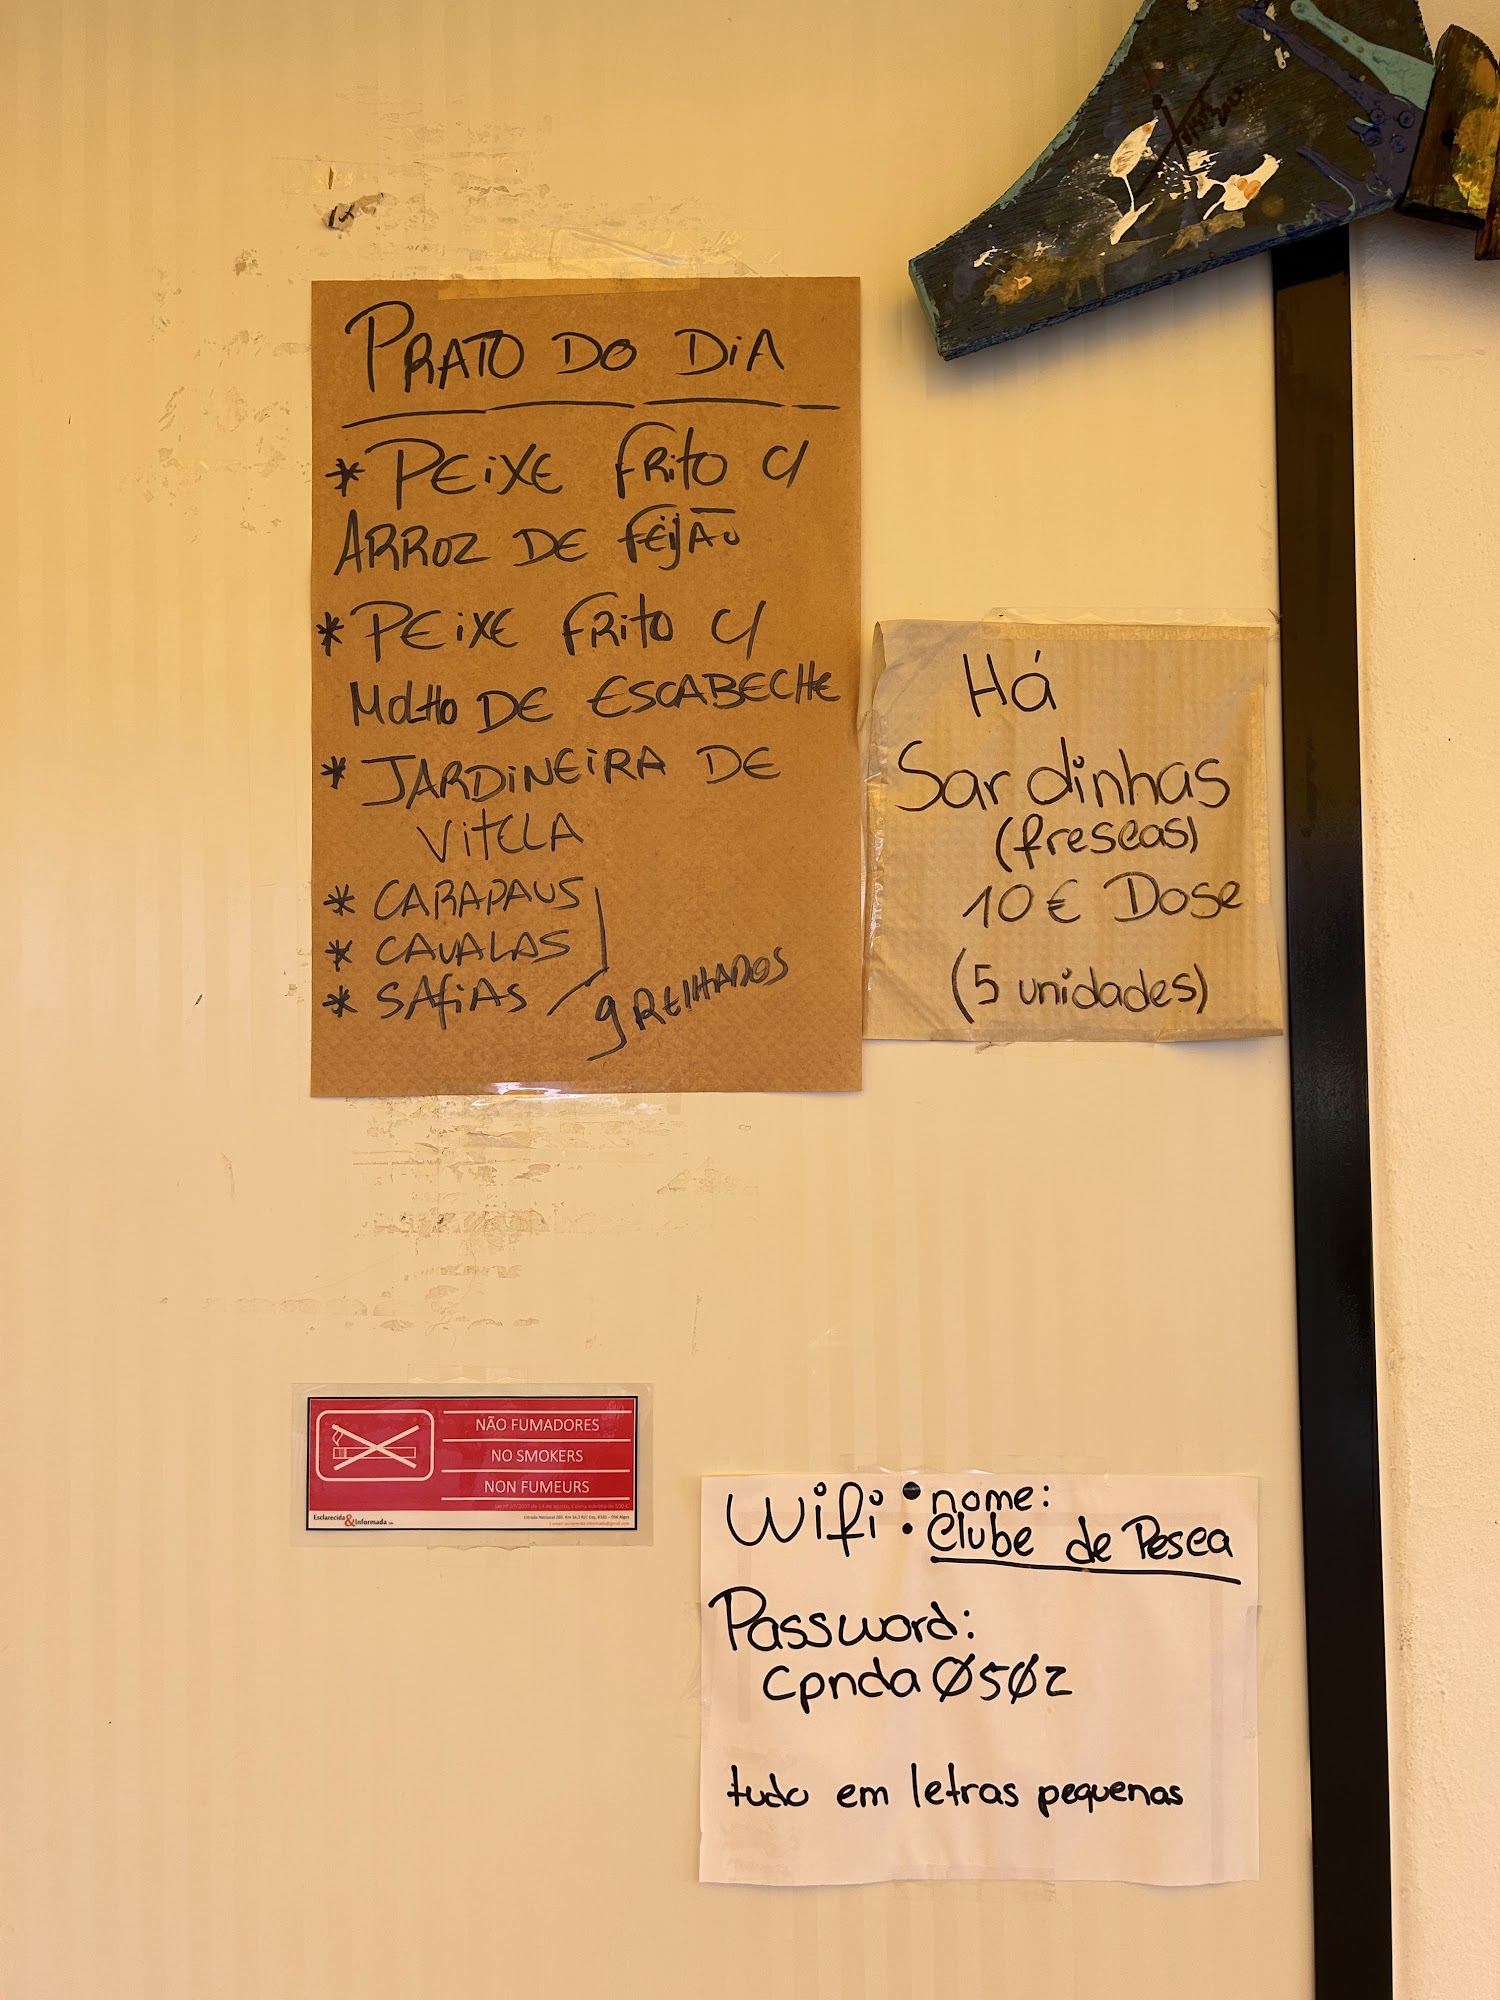 PRATO DO DIA
* PEIXE FRITO C/
ARROZ DE FEIJÃO
* PEIXE FRITO C/
MOLHO DE ESCABECHE
* JARDINEIRA DE
VITELA
* CARAPAUS
* CAVALAS
* SAFIAS
GRELHADOS
Há
Sardinhas
(frescas)
10€ Dose
(5 unidades)
NÃO FUMADORES
NO SMOKERS
NON FUMEURS
Esclarecida&Informada
Wifi: nome:
Clube de Pesca
Password:
cpnda0502
tudo em letras pequenas